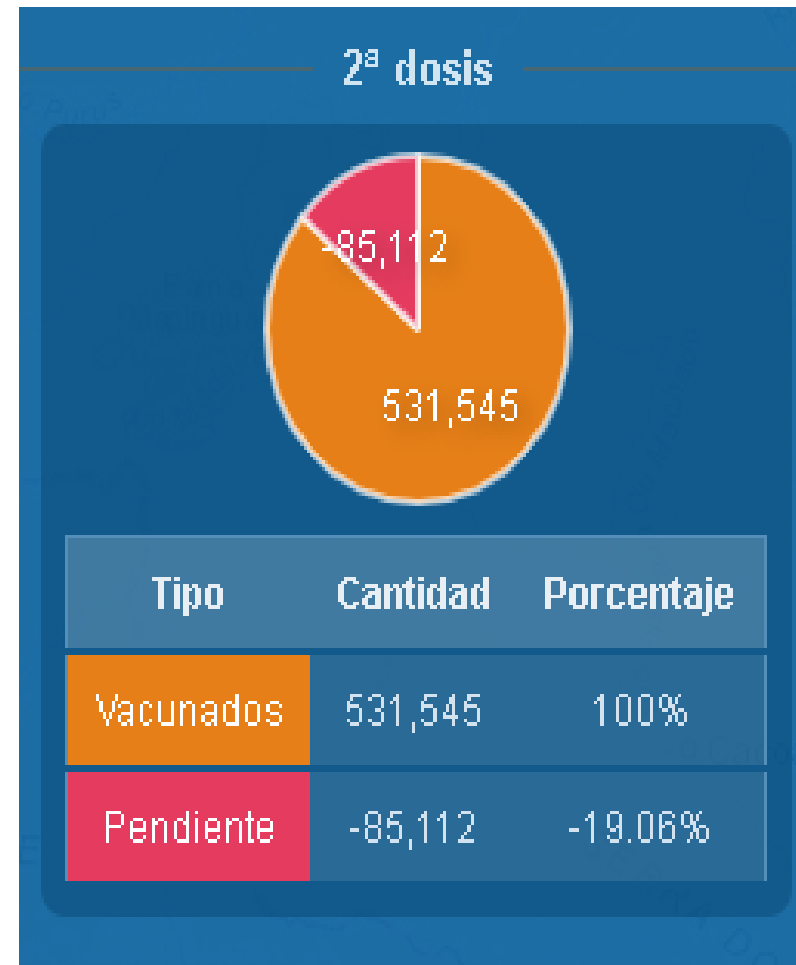 2ª dosis
-85,112
531,545
Tipo Cantidad Porcentaje
Vacunados 531,545 100%
Pendiente -85,112 -19.06%